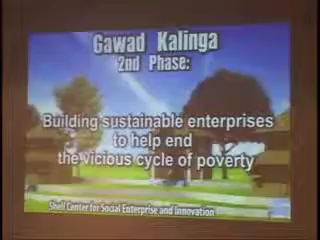 Gawad Kalinga
2nd Phase:
Building sustainable enterprises
to help end
the vicious cycle of poverty
Shell Center for Social Enterprise and Innovation